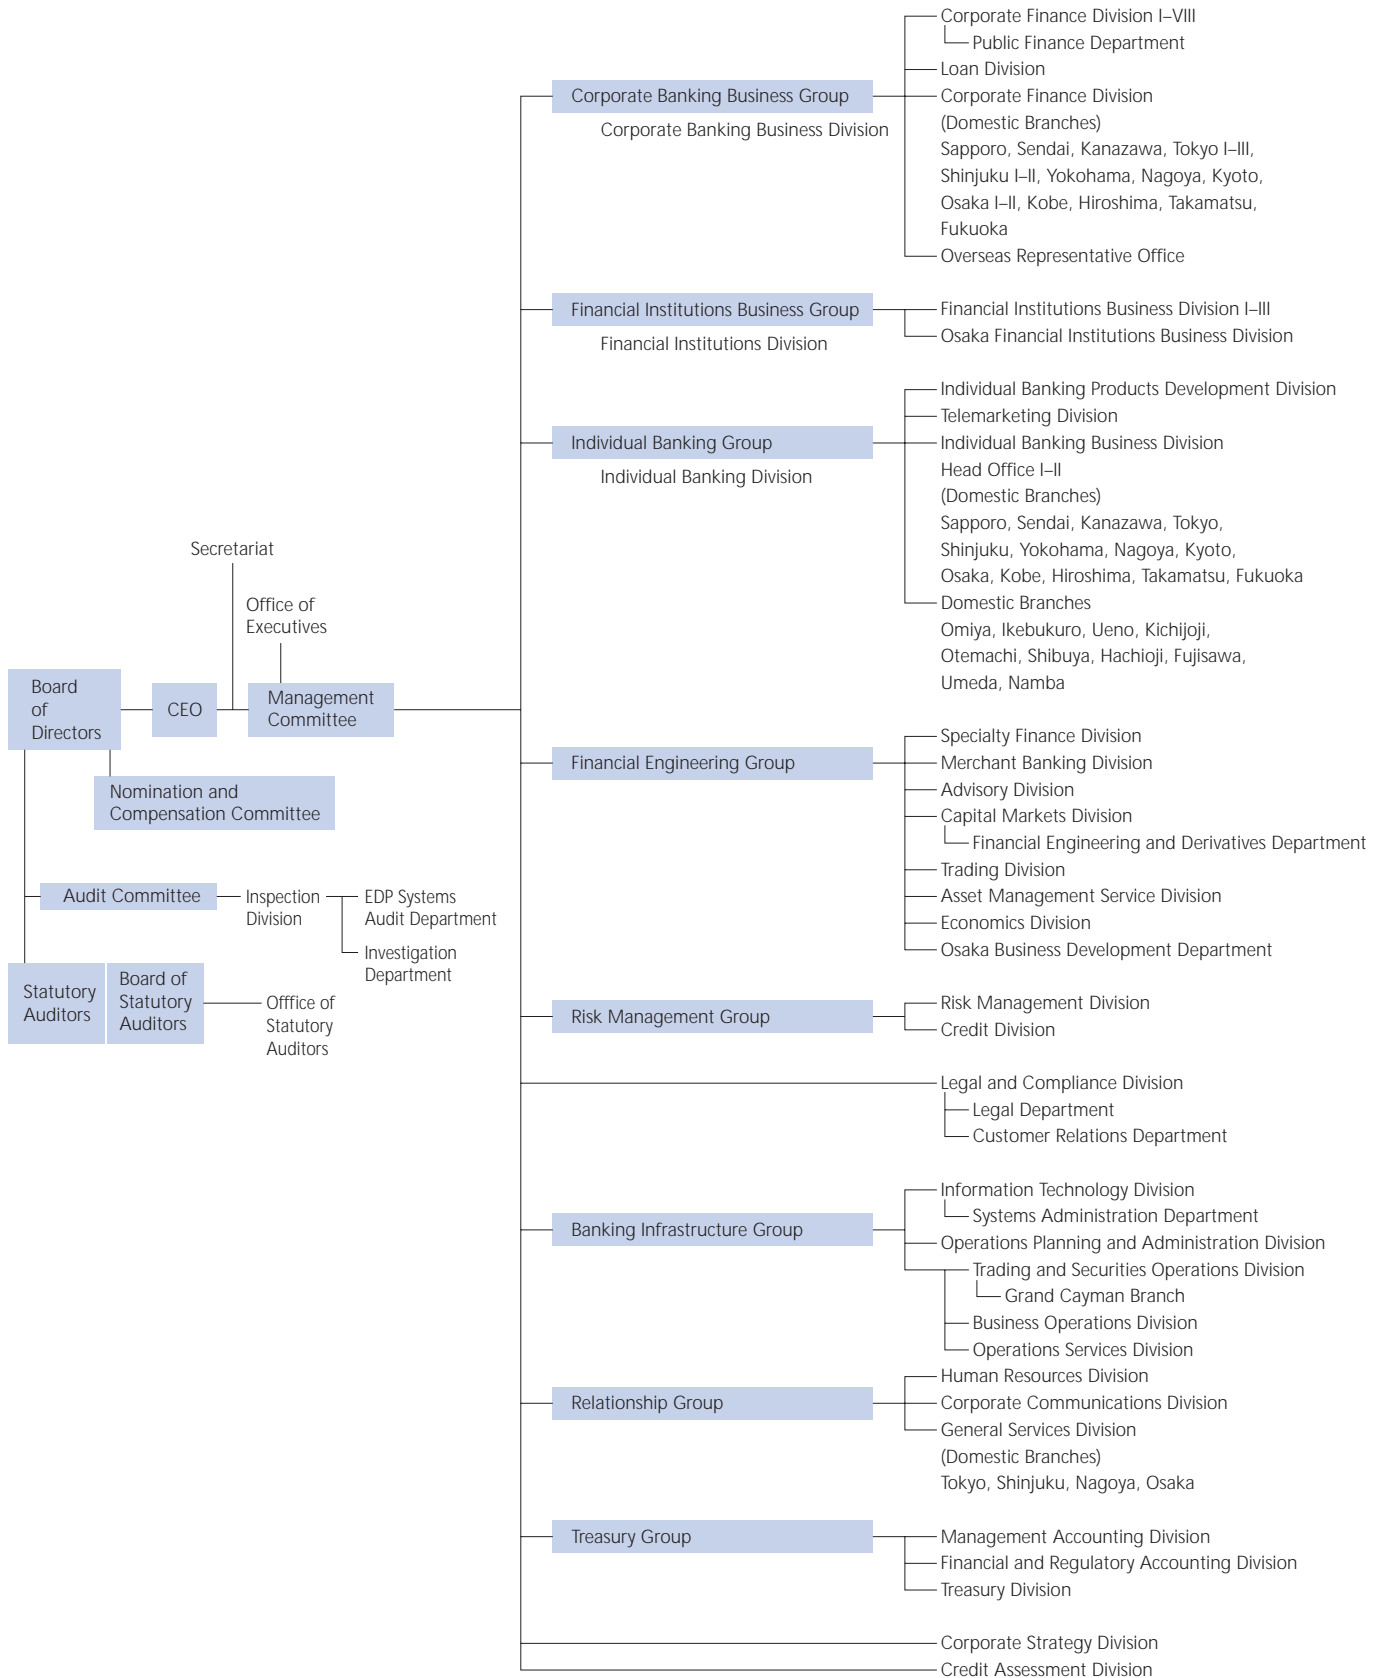 Corporate Finance Division I–VIII
Public Finance Department
Loan Division
Corporate Banking Business Group
Corporate Finance Division
(Domestic Branches)
Corporate Banking Business Division
Sapporo, Sendai, Kanazawa, Tokyo I–III,
Shinjuku I–II, Yokohama, Nagoya, Kyoto,
Osaka I–II, Kobe, Hiroshima, Takamatsu,
Fukuoka
Overseas Representative Office
Financial Institutions Business Group
Financial Institutions Division
Financial Institutions Business Division I–III
Osaka Financial Institutions Business Division
Individual Banking Products Development Division
Telemarketing Division
Individual Banking Group
Individual Banking Division
Individual Banking Business Division
Head Office I–II
(Domestic Branches)
Sapporo, Sendai, Kanazawa, Tokyo,
Shinjuku, Yokohama, Nagoya, Kyoto,
Osaka, Kobe, Hiroshima, Takamatsu, Fukuoka
Domestic Branches
Omiya, Ikebukuro, Ueno, Kichijoji,
Otemachi, Shibuya, Hachioji, Fujisawa,
Umeda, Namba
Secretariat
Office of
Executives
Board
of
Directors
CEO
Management
Committee
Nomination and
Compensation Committee
Audit Committee
Inspection
Division
EDP Systems
Audit Department
Investigation
Department
Statutory
Auditors
Board of
Statutory
Auditors
Offfice of
Statutory
Auditors
Financial Engineering Group
Specialty Finance Division
Merchant Banking Division
Advisory Division
Capital Markets Division
Financial Engineering and Derivatives Department
Trading Division
Asset Management Service Division
Economics Division
Osaka Business Development Department
Risk Management Group
Risk Management Division
Credit Division
Legal and Compliance Division
Legal Department
Customer Relations Department
Banking Infrastructure Group
Information Technology Division
Systems Administration Department
Operations Planning and Administration Division
Trading and Securities Operations Division
Grand Cayman Branch
Business Operations Division
Operations Services Division
Relationship Group
Human Resources Division
Corporate Communications Division
General Services Division
(Domestic Branches)
Tokyo, Shinjuku, Nagoya, Osaka
Treasury Group
Management Accounting Division
Financial and Regulatory Accounting Division
Treasury Division
Corporate Strategy Division
Credit Assessment Division